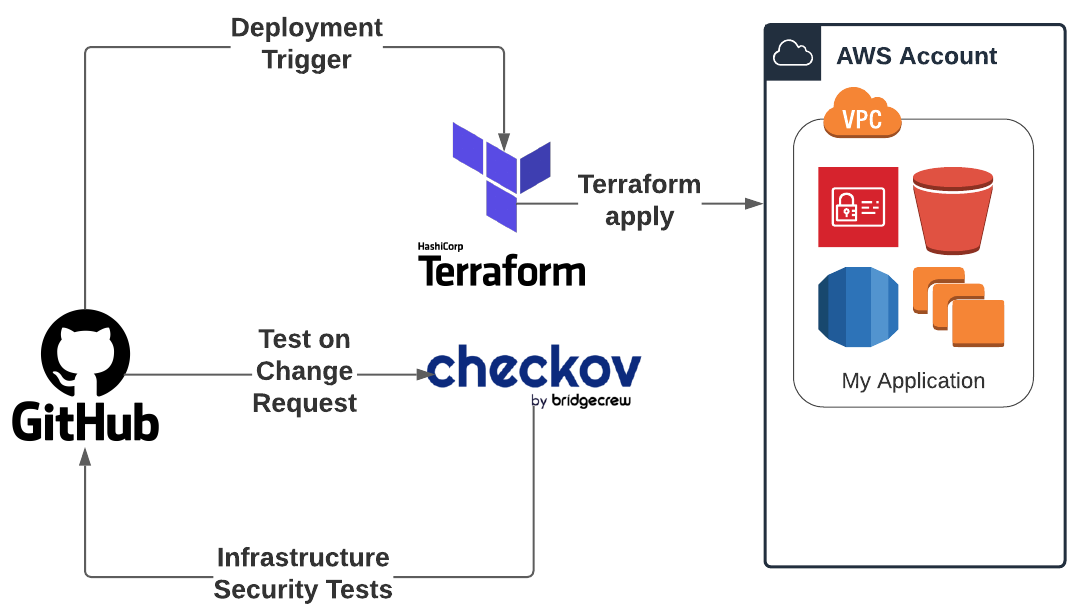 Deployment
Trigger
AWS Account
VPC
Terraform
apply
HashiCorp
Terraform
Test on
Change
Request
checkov
by bridgecrew
GitHub
My Application
Infrastructure
Security Tests